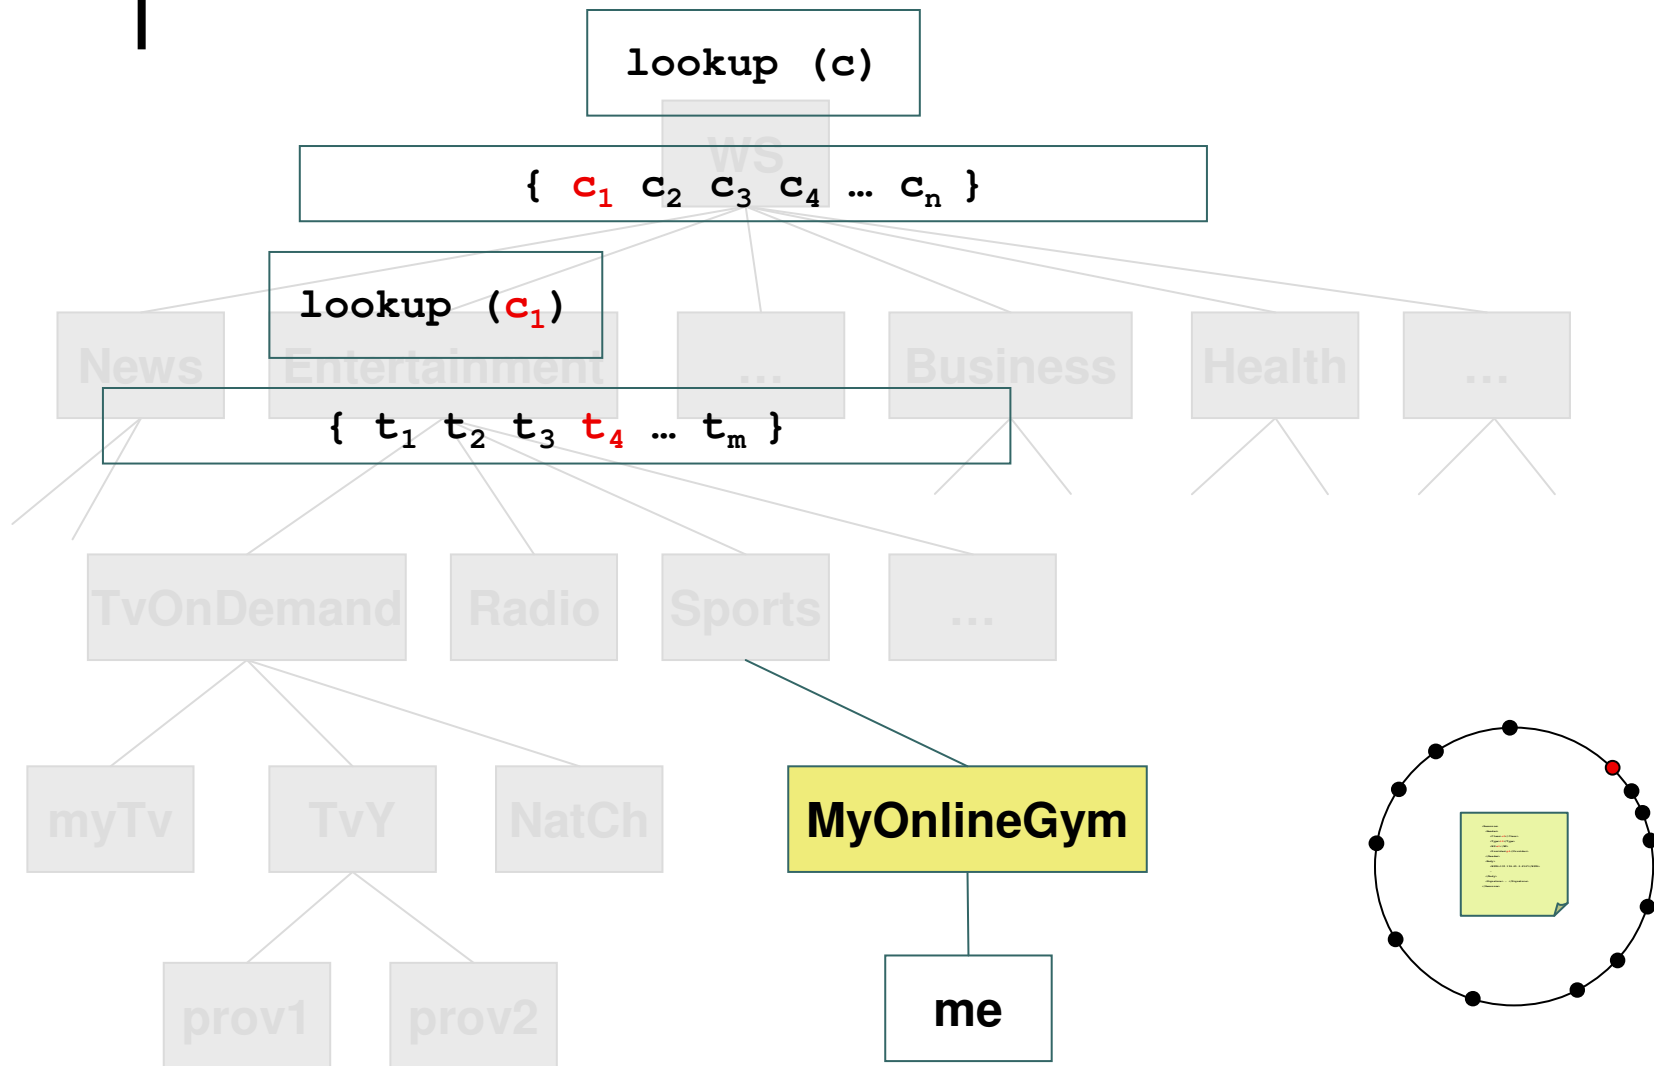 lookup (c)
WS
{ c1 c2 c3 c4 … cn }
lookup (c1)
News Entertainment … Business Health …
{ t1 t2 t3 t4 … tm }
TvOnDemand Radio Sports …
myTv TvY NatCh MyOnlineGym
prov1 prov2 me